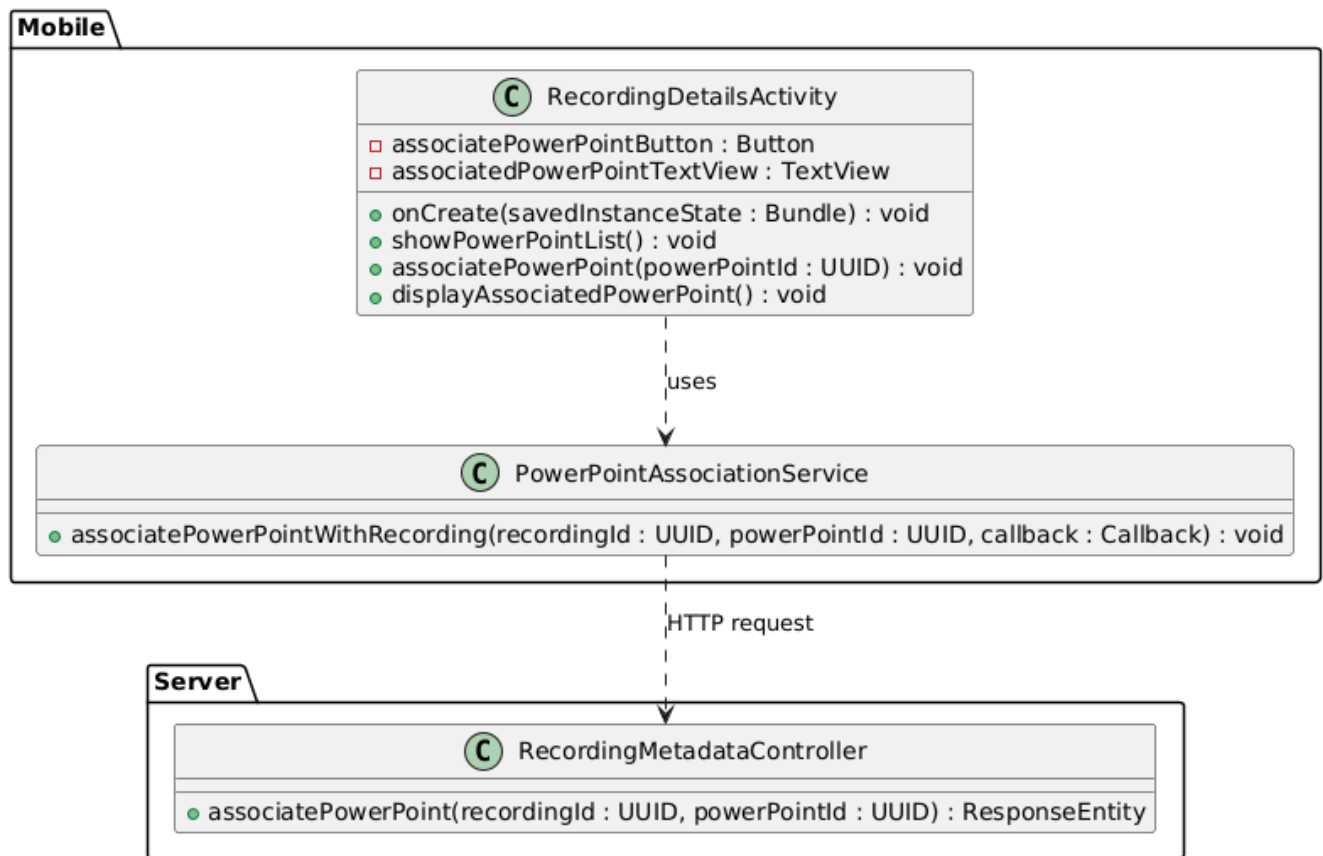 Mobile
C RecordingDetailsActivity
associatePowerPointButton : Button
associatedPowerPointTextView : TextView
onCreate(savedInstanceState : Bundle) : void
showPowerPointList() : void
associatePowerPoint(powerPointId : UUID) : void
displayAssociatedPowerPoint() : void
uses
C PowerPointAssociationService
associatePowerPointWithRecording(recordingId : UUID, powerPointId : UUID, callback : Callback) : void
HTTP request
Server
C RecordingMetadataController
associatePowerPoint(recordingId : UUID, powerPointId : UUID) : ResponseEntity